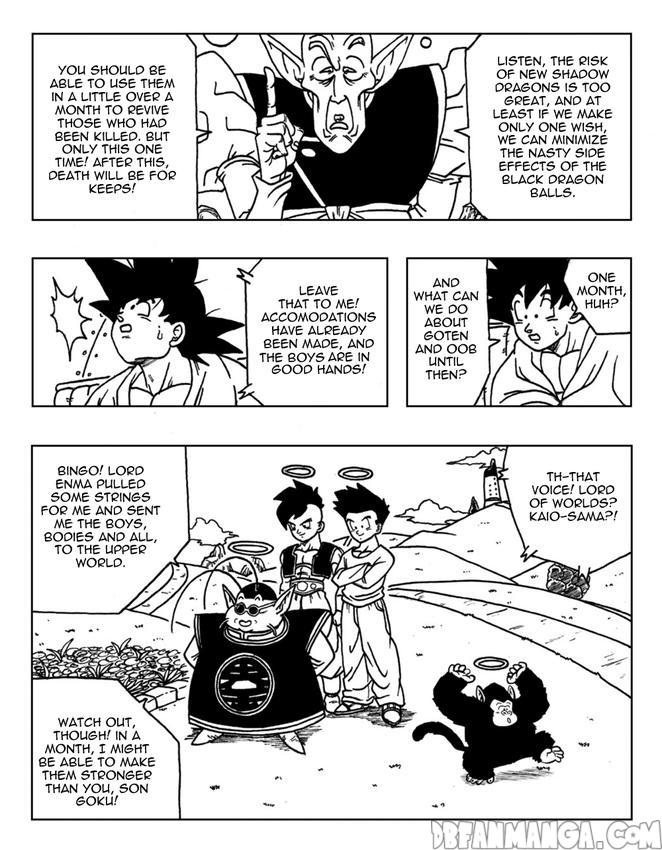 LISTEN, THE RISK
OF NEW SHADOW
DRAGONS IS TOO
GREAT, AND AT
LEAST IF WE MAKE
ONLY ONE WISH,
WE CAN MINIMIZE
THE NASTY SIDE
EFFECTS OF THE
BLACK DRAGON
BALLS.
YOU SHOULD BE
ABLE TO USE THEM
IN A LITTLE OVER A
MONTH TO REVIVE
THOSE WHO HAD
BEEN KILLED. BUT
ONLY THIS ONE
TIME! AFTER THIS,
DEATH WILL BE FOR
KEEPS!
ONE
MONTH,
HUH?
AND
WHAT CAN
WE DO
ABOUT
GOTEN
AND OOB
UNTIL
THEN?
LEAVE
THAT TO ME!
ACCOMODATIONS
HAVE ALREADY
BEEN MADE, AND
THE BOYS ARE IN
GOOD HANDS!
TH-THAT
VOICE! LORD
OF WORLDS?
KAIO-SAMA?!
BINGO! LORD
ENMA PULLED
SOME STRINGS
FOR ME AND SENT
ME THE BOYS,
BODIES AND ALL,
TO THE UPPER
WORLD.
WATCH OUT,
THOUGH! IN A
MONTH, I MIGHT
BE ABLE TO MAKE
THEM STRONGER
THAN YOU, SON
GOKU!
DBFANMANGA.COM